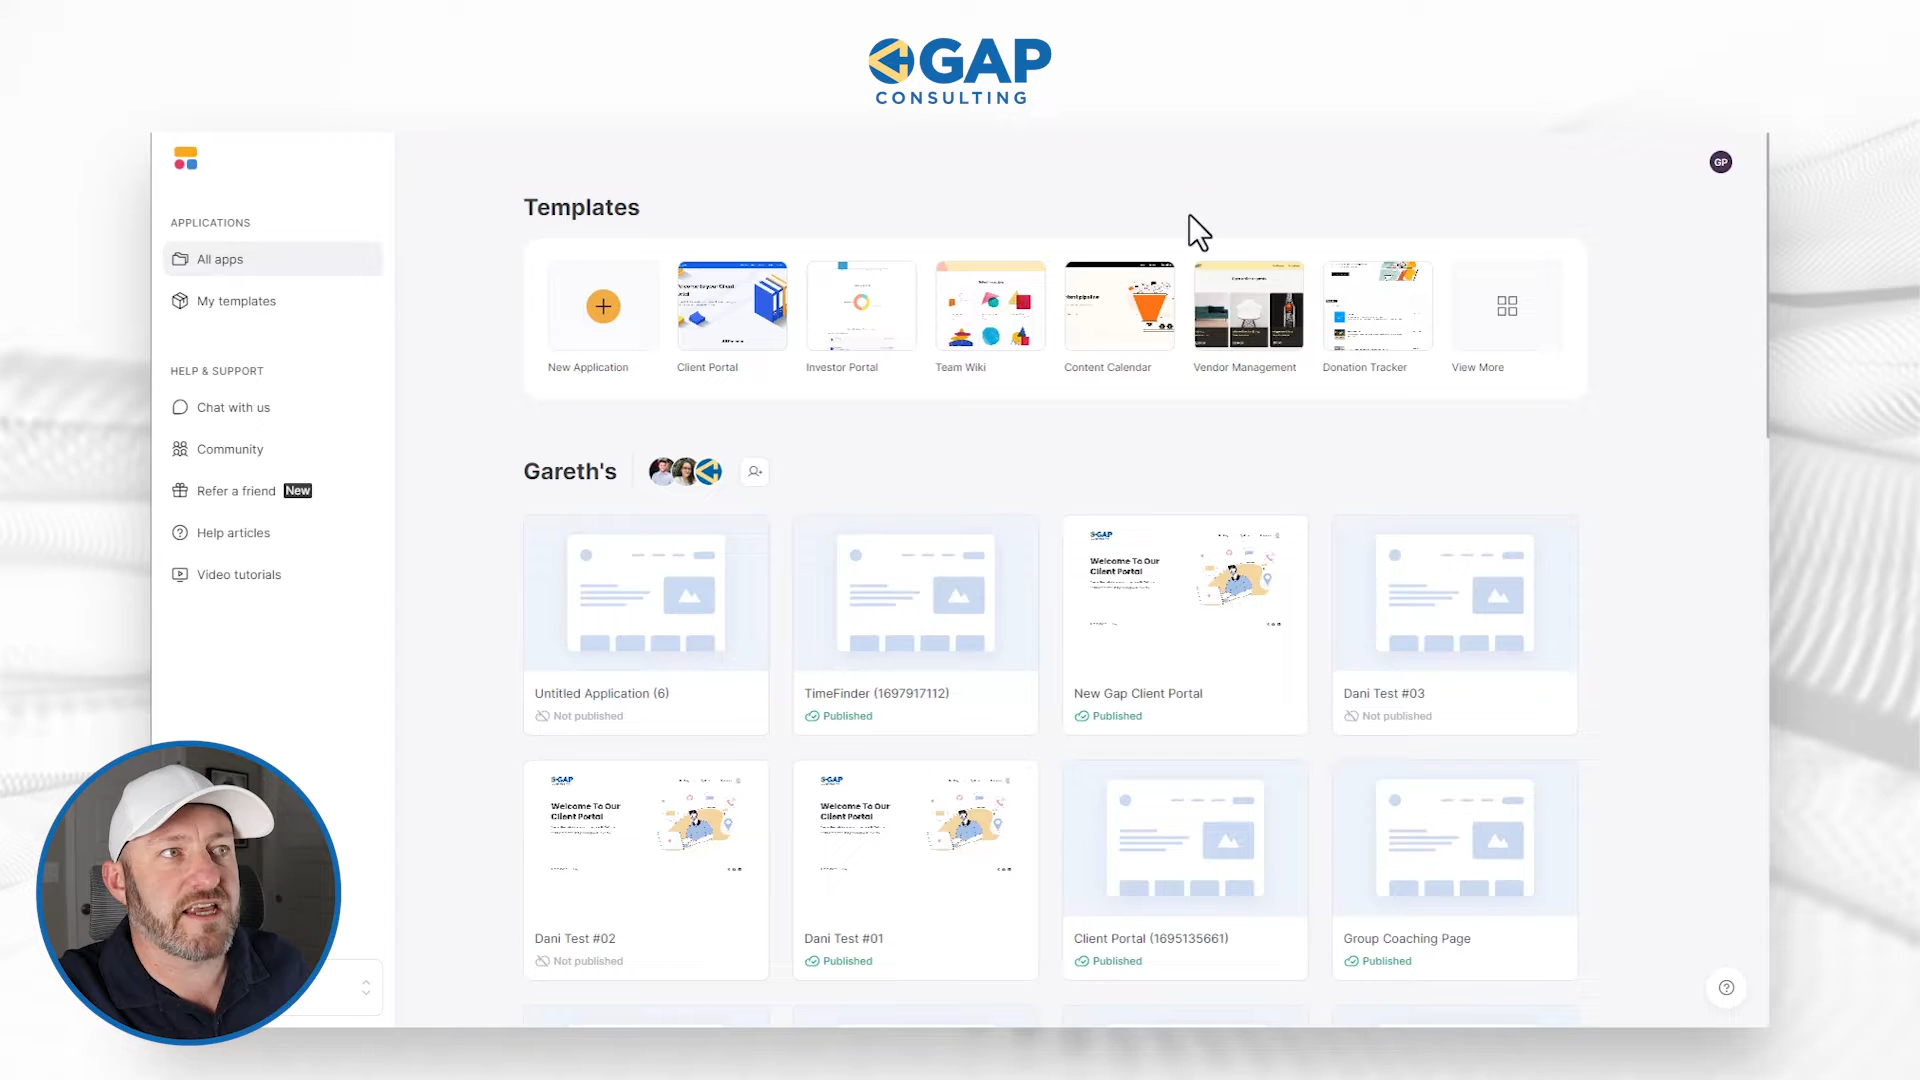 GAP
CONSULTING
GP
APPLICATIONS
All apps
My templates
HELP & SUPPORT
Chat with us
Community
Refer a friend New
Help articles
Video tutorials
Templates
New Application
Client Portal
Investor Portal
Team Wiki
Content Calendar
Vendor Management
Donation Tracker
View More
Gareth's
Untitled Application (6)
Not published
TimeFinder (1697917112)
Published
GAP
Welcome To Our
Client Portal
New Gap Client Portal
Published
Dani Test #03
Not published
GAP
Welcome To Our
Client Portal
Dani Test #02
Not published
GAP
Welcome To Our
Client Portal
Dani Test #01
Published
Client Portal (1695135661)
Published
Group Coaching Page
Published